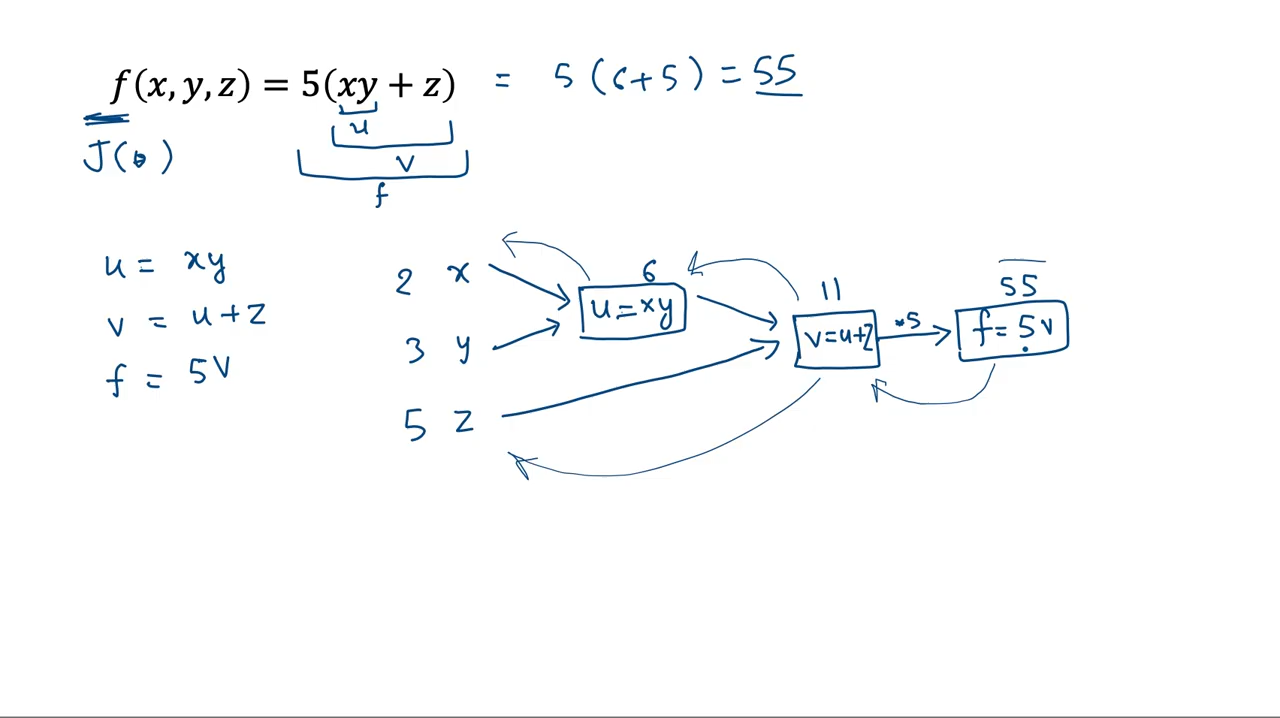 f(x, y, z) = 5(xy + z) = 5 (6+5) = 55
u
J( )
v
f
u = xy
v = u+z
f = 5v
2 x
3 y
5 z
6
u=xy
11
v=u+z
*5
55
f= 5v